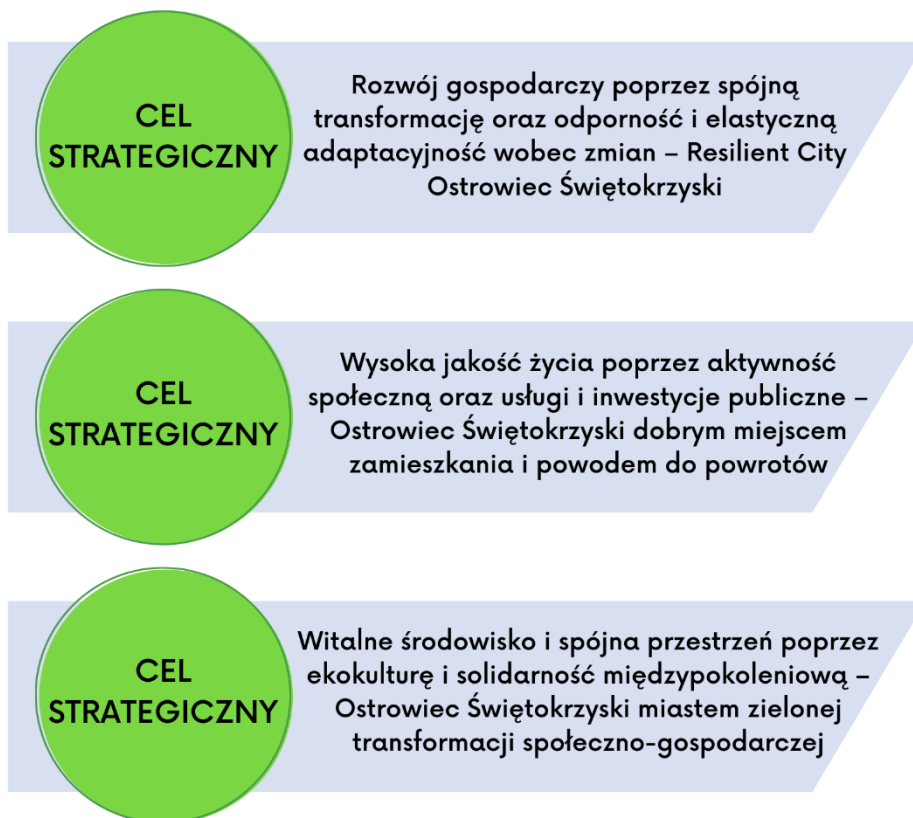 CEL
STRATEGICZNY
Rozwój gospodarczy poprzez spójną
transformację oraz odporność i elastyczną
adaptacyjność wobec zmian – Resilient City
Ostrowiec Świętokrzyski
CEL
STRATEGICZNY
Wysoka jakość życia poprzez aktywność
społeczną oraz usługi i inwestycje publiczne –
Ostrowiec Świętokrzyski dobrym miejscem
zamieszkania i powodem do powrotów
CEL
STRATEGICZNY
Witalne środowisko i spójna przestrzeń poprzez
ekokulturę i solidarność międzypokoleniową –
Ostrowiec Świętokrzyski miastem zielonej
transformacji społeczno-gospodarczej